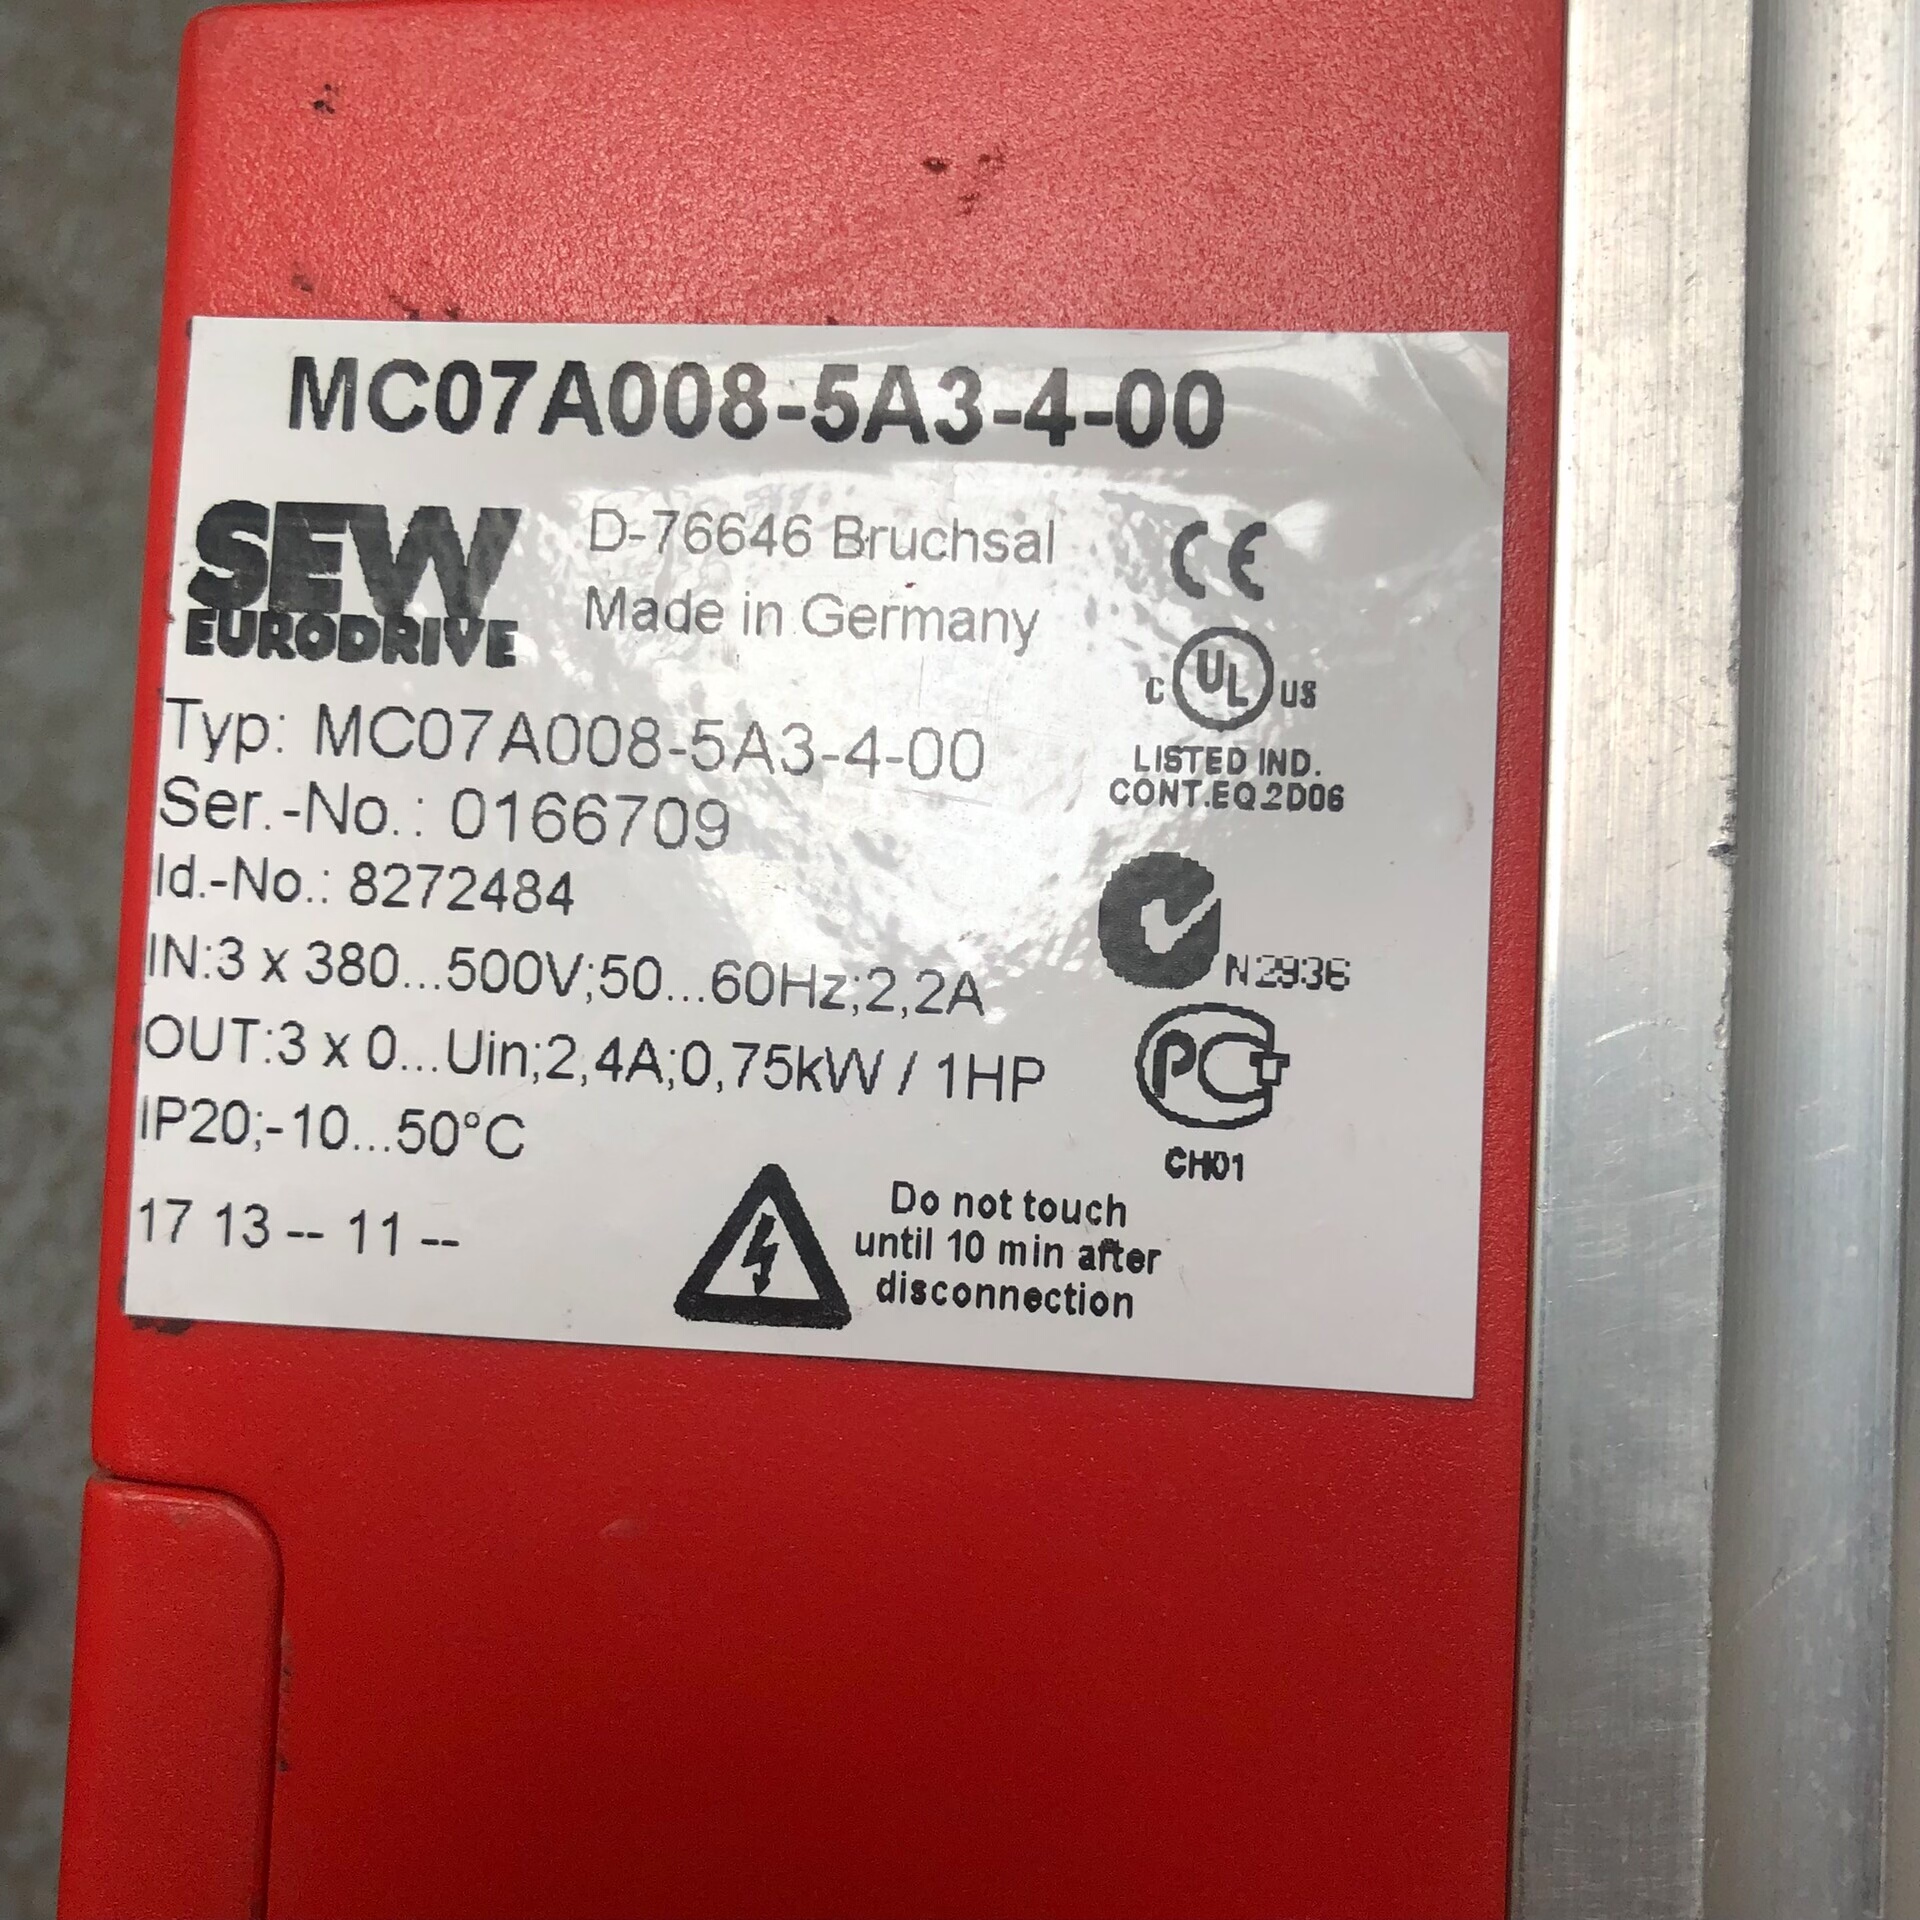 MC07A008-5A3-4-00
SEW
EURODRIVE
D-76646 Bruchsal
Made in Germany
CE
C UL US
LISTED IND.
CONT.EQ.2D06
Typ: MC07A008-5A3-4-00
Ser.-No.: 0166709
Id.-No.: 8272484
IN:3 x 380...500V;50...60Hz;2,2A
OUT:3 x 0...Uin;2,4A;0,75kW / 1HP
IP20;-10...50°C
17 13 -- 11 --
N2936
РСТ
CH01
Do not touch
until 10 min after
disconnection